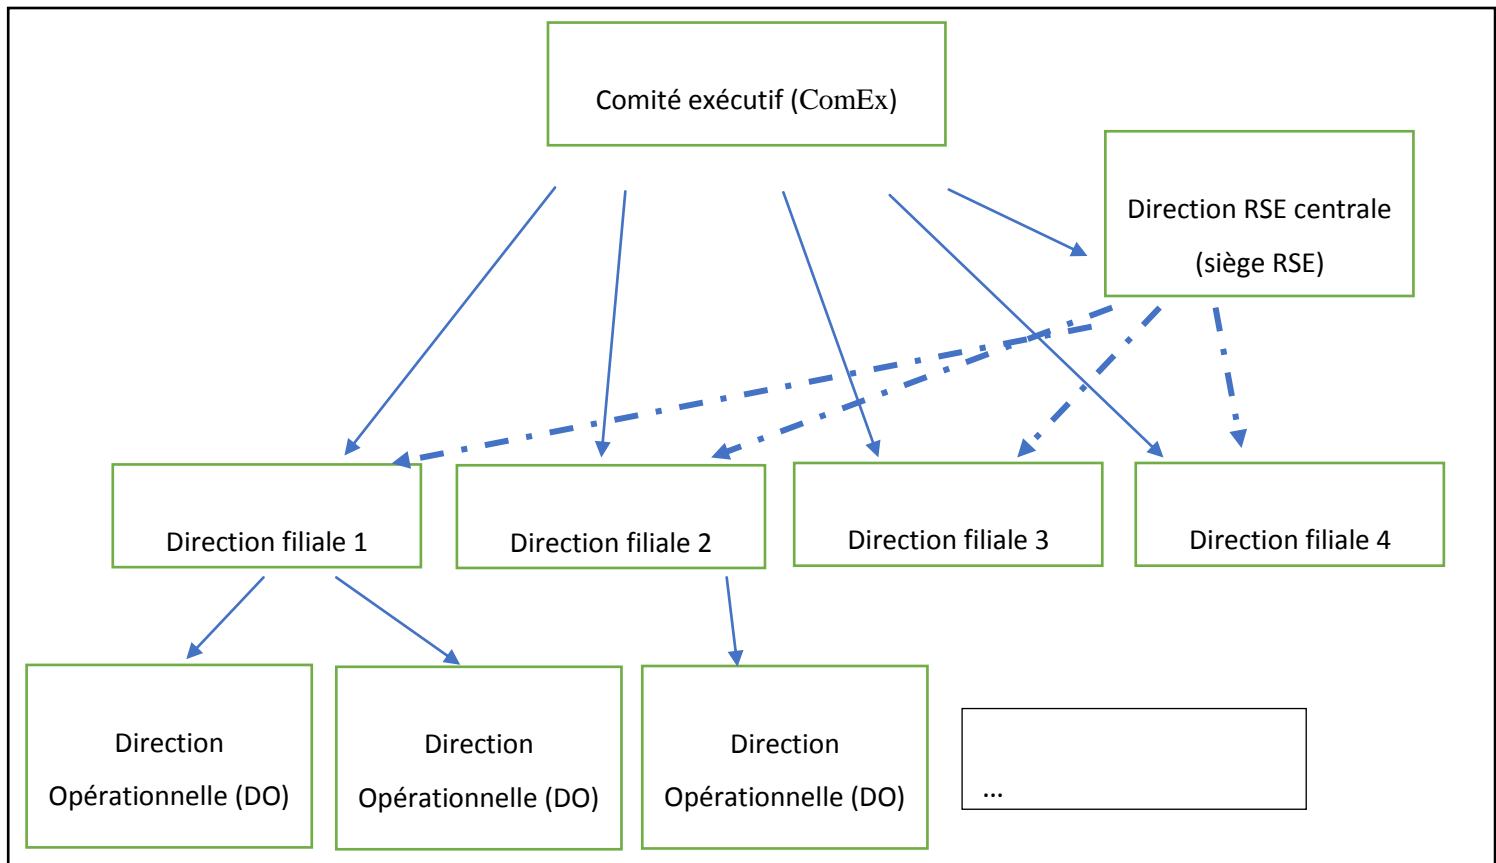 Comité exécutif (ComEx)
Direction RSE centrale
(siège RSE)
Direction filiale 1
Direction filiale 2
Direction filiale 3
Direction filiale 4
Direction
Opérationnelle (DO)
Direction
Opérationnelle (DO)
Direction
Opérationnelle (DO)
...